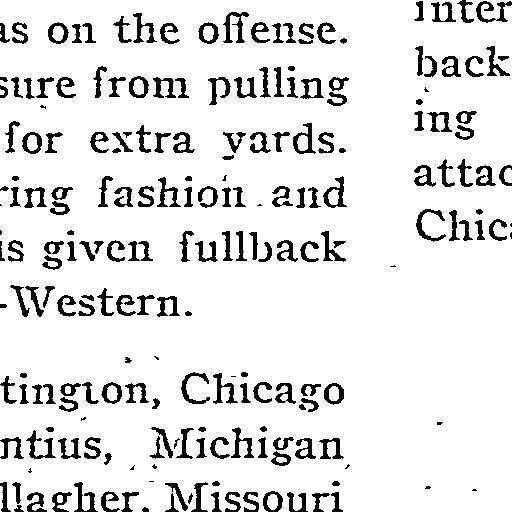 as on the offense.
sure from pulling
for extra yards.
ring fashion and
is given fullback
-Western.
tington, Chicago
ntius, Michigan
llagher, Missouri
inter
back
ing
attac
Chica